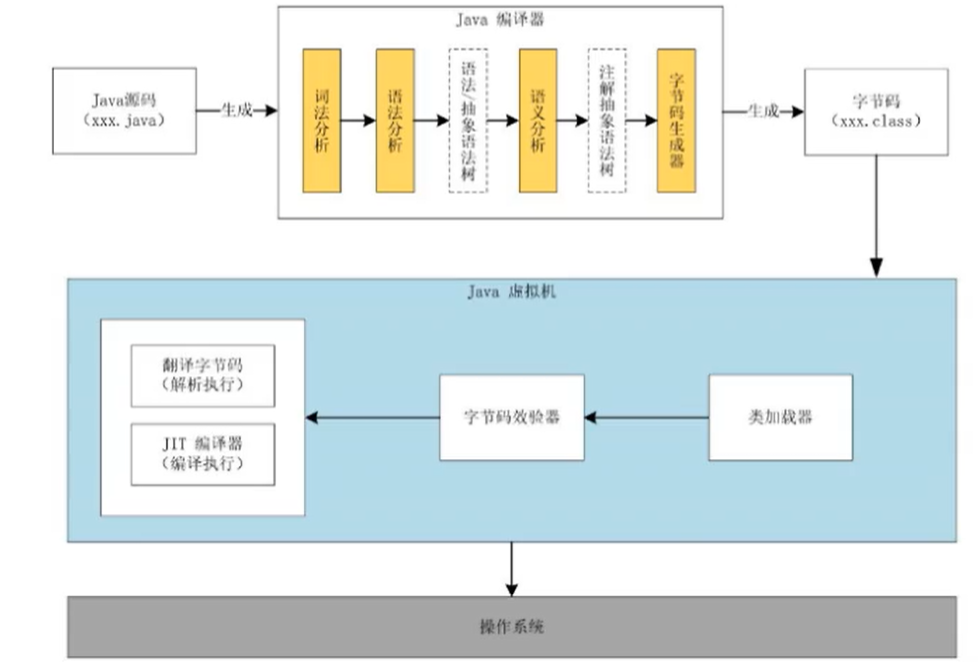 Java 编译器
Java源码
（xxx.java）
生成
词法分析
语法分析
语法/抽象语法树
语义分析
注解抽象语法树
字节码生成器
生成
字节码
（xxx.class）
Java 虚拟机
翻译字节码
（解析执行）
JIT 编译器
（编译执行）
字节码效验器
类加载器
操作系统